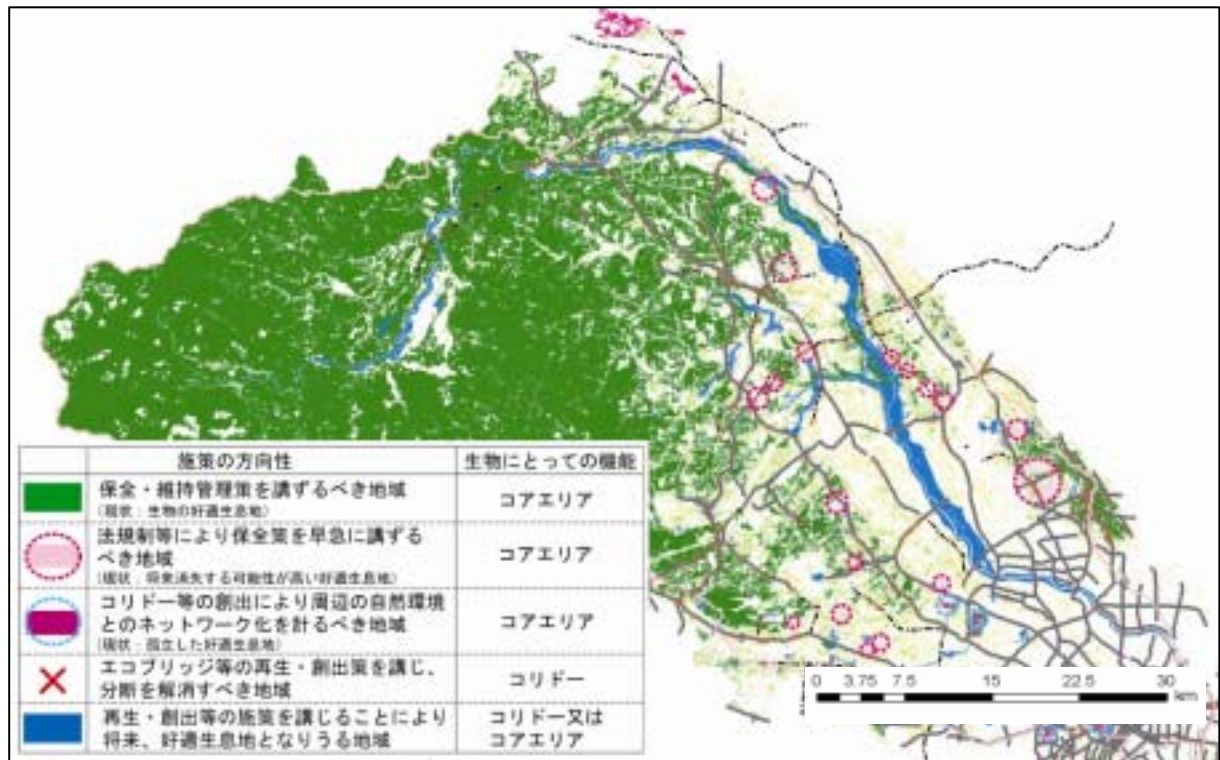 施策の方向性 生物にとっての機能
保全・維持管理策を講ずるべき地域
(現状:生物の好適生息地)
コアエリア
法規制等により保全策を早急に講ずる
べき地域
(現状:将来消失する可能性が高い好適生息地)
コアエリア
コリドー等の創出により周辺の自然環境
とのネットワーク化を計るべき地域
(現状:孤立した好適生息地)
コアエリア
エコブリッジ等の再生・創出策を講じ、
分断を解消すべき地域
コリドー
再生・創出等の施策を講じることにより
将来、好適生息地となりうる地域
コリドー又は
コアエリア
0 3.75 7.5 15 22.5 30
km